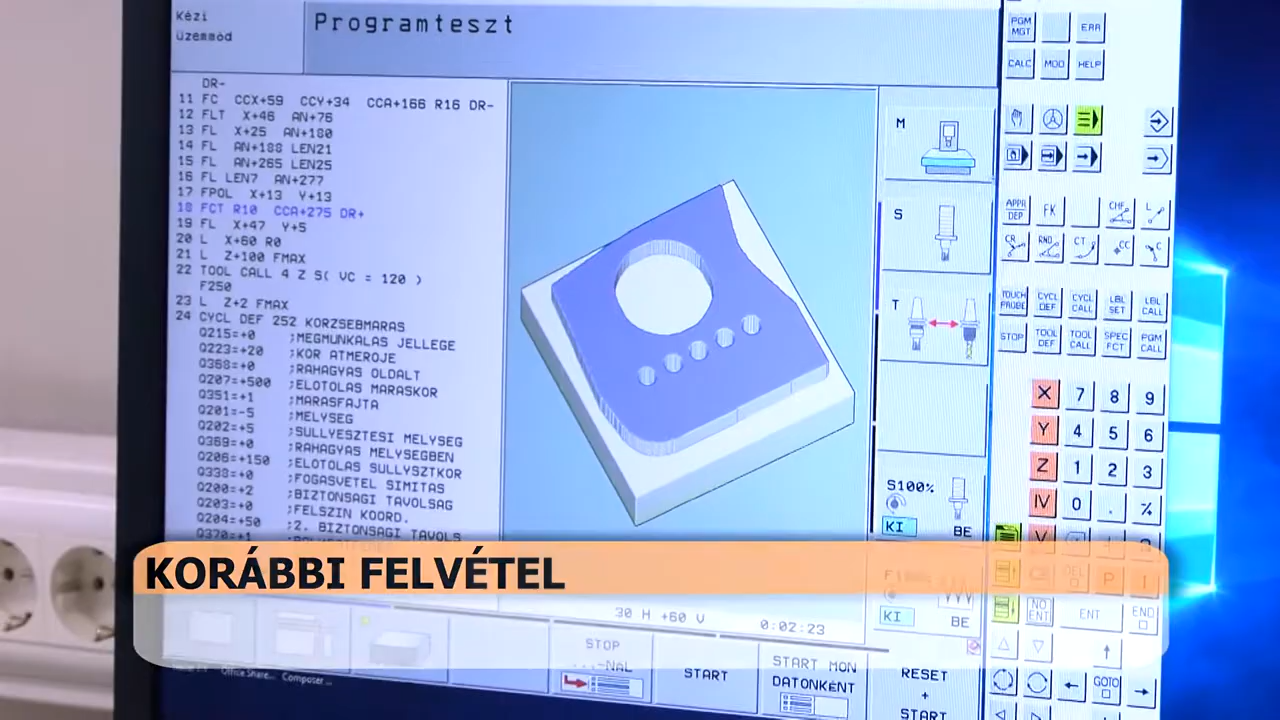 Kézi
üzemmód
Programteszt
DR-
11 FC CCX+59 CCY+34 CCA+166 R16 DR-
12 FLT X+46 AN+76
13 FL X+25 AN+180
14 FL AN+188 LEN21
15 FL AN+265 LEN25
16 FL LEN7 AN+277
17 FPOL X+13 Y+13
18 FCT R10 CCA+275 DR+
19 FL X+47 Y+5
20 L X+60 R0
21 L Z+100 FMAX
22 TOOL CALL 4 Z S( VC = 120 )
F250
23 L Z+2 FMAX
24 CYCL DEF 252 KORZSEBMARAS
Q215=+0 ;MEGMUNKALAS JELLEGE
Q223=+20 ;KOR ATMEROJE
Q368=+0 ;RAHAGYAS OLDALT
Q207=+500 ;ELOTOLAS MARASKOR
Q351=+1 ;MARASFAJTA
Q201=-5 ;MELYSEG
Q202=+5 ;SULLYESZTESI MELYSEG
Q369=+0 ;RAHAGYAS MELYSEGBEN
Q206=+150 ;ELOTOLAS SULLYSZTKOR
Q338=+0 ;FOGASVETEL SIMITAS
Q200=+2 ;BIZTONSAGI TAVOLSAG
Q203=+0 ;FELSZIN KOORD.
Q204=+50 ;2. BIZTONSAGI TAVOLS
Q370=+1
M
S
T
S100%
KI BE
KI BE
30 H +60 V 0:02:23
KORÁBBI FELVÉTEL
STOP
-NÁL
START
START MON
DATONKÉNT
RESET
+
START
Office Share...
Composer ...
PGM MGT
ERR
CALC MOD HELP
APPR DEP
FK
CHF
L
CR RND CT CC C
TOUCH PROBE
CYCL DEF
CYCL CALL
LBL SET
LBL CALL
STOP
TOOL DEF
TOOL CALL
SPEC FCT
PGM CALL
X 7 8 9
Y 4 5 6
Z 1 2 3
IV 0 .
V
CE DEL P I
NO ENT
ENT
END
GOTO